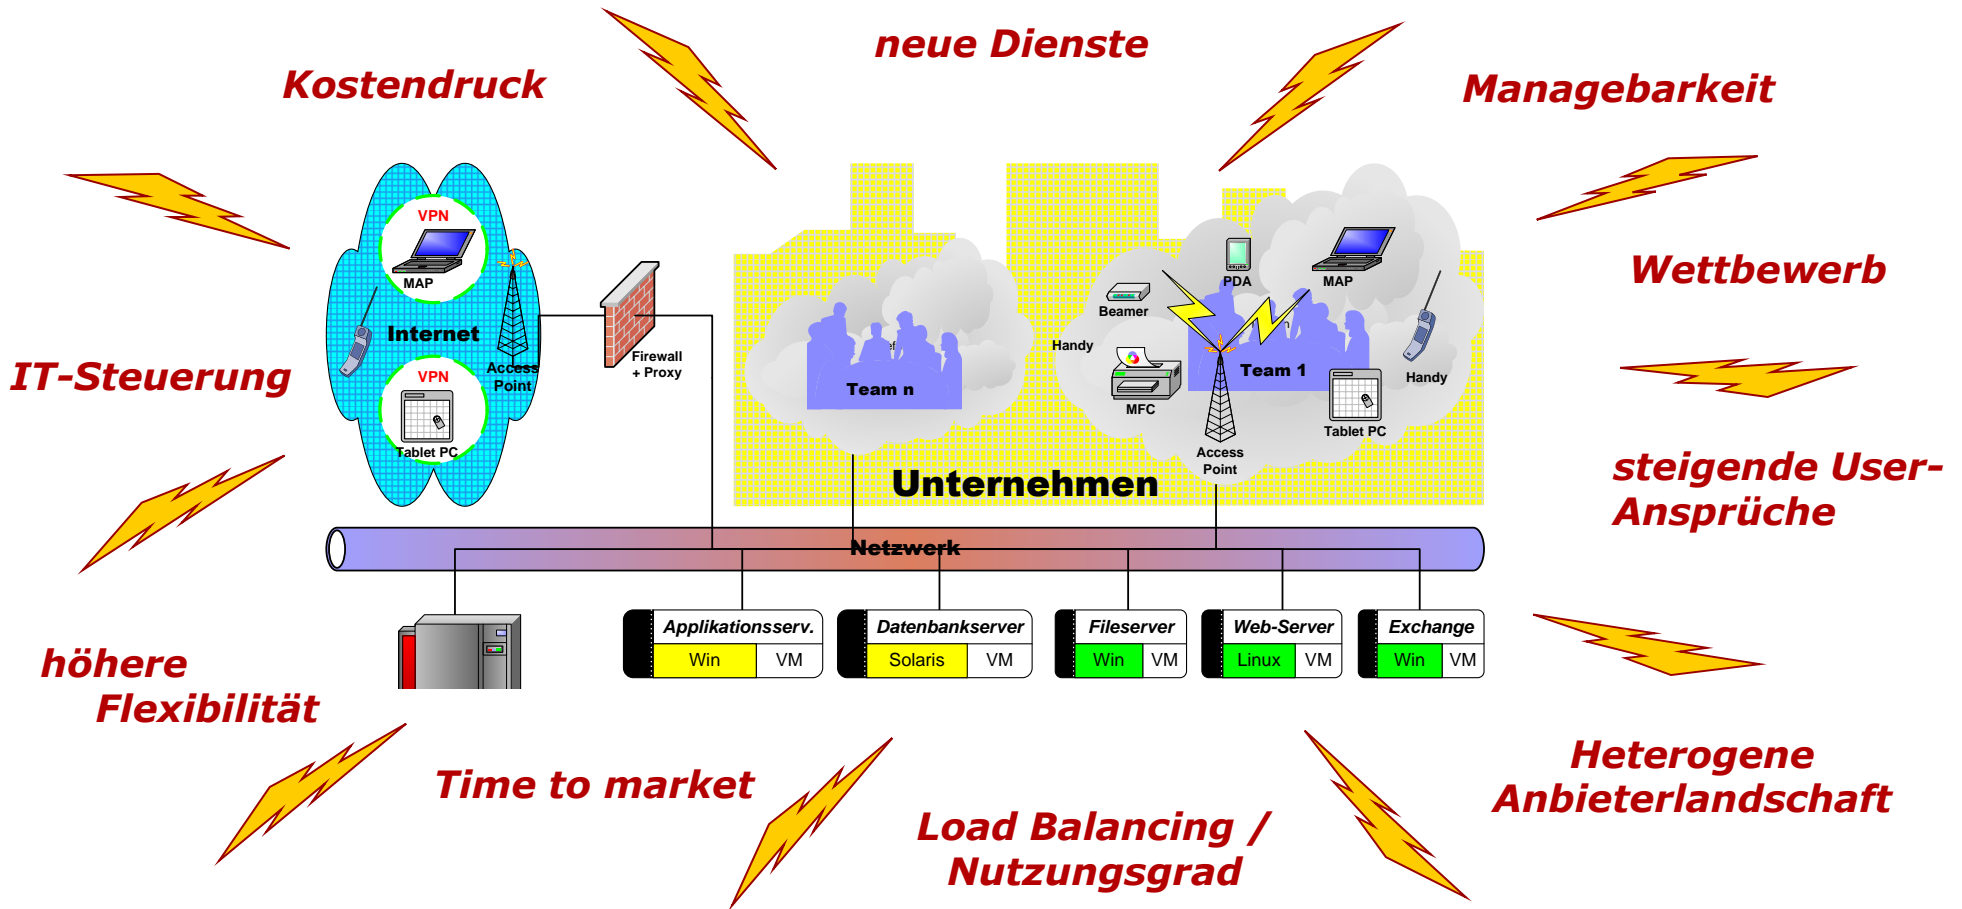 neue Dienste
Kostendruck
Managebarkeit
VPN
MAP
Internet
Access
Point
VPN
Tablet PC
Firewall
+ Proxy
IT-Steuerung
Team n
Unternehmen
PDA
MAP
Beamer
Handy
MFC
Team 1
Handy
Tablet PC
Access
Point
Wettbewerb
steigende User-
Ansprüche
Netzwerk
Applikationsserv.
Win VM
Datenbankserver
Solaris VM
Fileserver
Win VM
Web-Server
Linux VM
Exchange
Win VM
höhere
Flexibilität
Time to market
Load Balancing /
Nutzungsgrad
Heterogene
Anbieterlandschaft